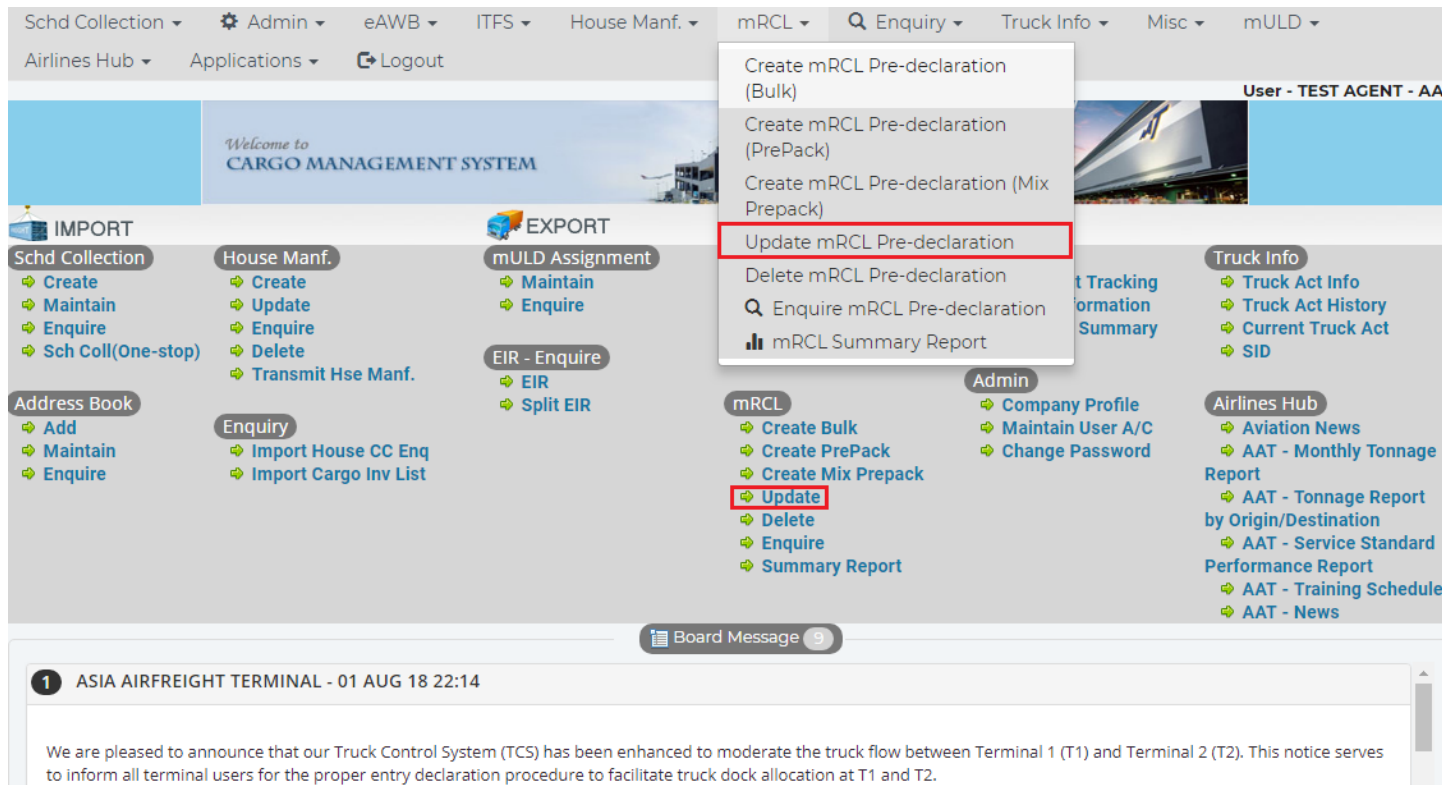 Schd Collection Admin eAWB ITFS House Manf. mRCL Enquiry Truck Info Misc mULD
Airlines Hub Applications Logout
Create mRCL Pre-declaration
(Bulk)
Create mRCL Pre-declaration
(PrePack)
Create mRCL Pre-declaration (Mix
Prepack)
Update mRCL Pre-declaration
Delete mRCL Pre-declaration
Enquire mRCL Pre-declaration
mRCL Summary Report
User - TEST AGENT - AA
Welcome to
CARGO MANAGEMENT SYSTEM
IMPORT
EXPORT
Schd Collection
Create
Maintain
Enquire
Sch Coll(One-stop)
Address Book
Add
Maintain
Enquire
House Manf.
Create
Update
Enquire
Delete
Transmit Hse Manf.
Enquiry
Import House CC Enq
Import Cargo Inv List
mULD Assignment
Maintain
Enquire
EIR - Enquire
EIR
Split EIR
mRCL
Create Bulk
Create PrePack
Create Mix Prepack
Update
Delete
Enquire
Summary Report
t Tracking
ormation
Summary
Admin
Company Profile
Maintain User A/C
Change Password
Truck Info
Truck Act Info
Truck Act History
Current Truck Act
SID
Airlines Hub
Aviation News
AAT - Monthly Tonnage
Report
AAT - Tonnage Report
by Origin/Destination
AAT - Service Standard
Performance Report
AAT - Training Schedule
AAT - News
Board Message 9
1 ASIA AIRFREIGHT TERMINAL - 01 AUG 18 22:14
We are pleased to announce that our Truck Control System (TCS) has been enhanced to moderate the truck flow between Terminal 1 (T1) and Terminal 2 (T2). This notice serves
to inform all terminal users for the proper entry declaration procedure to facilitate truck dock allocation at T1 and T2.